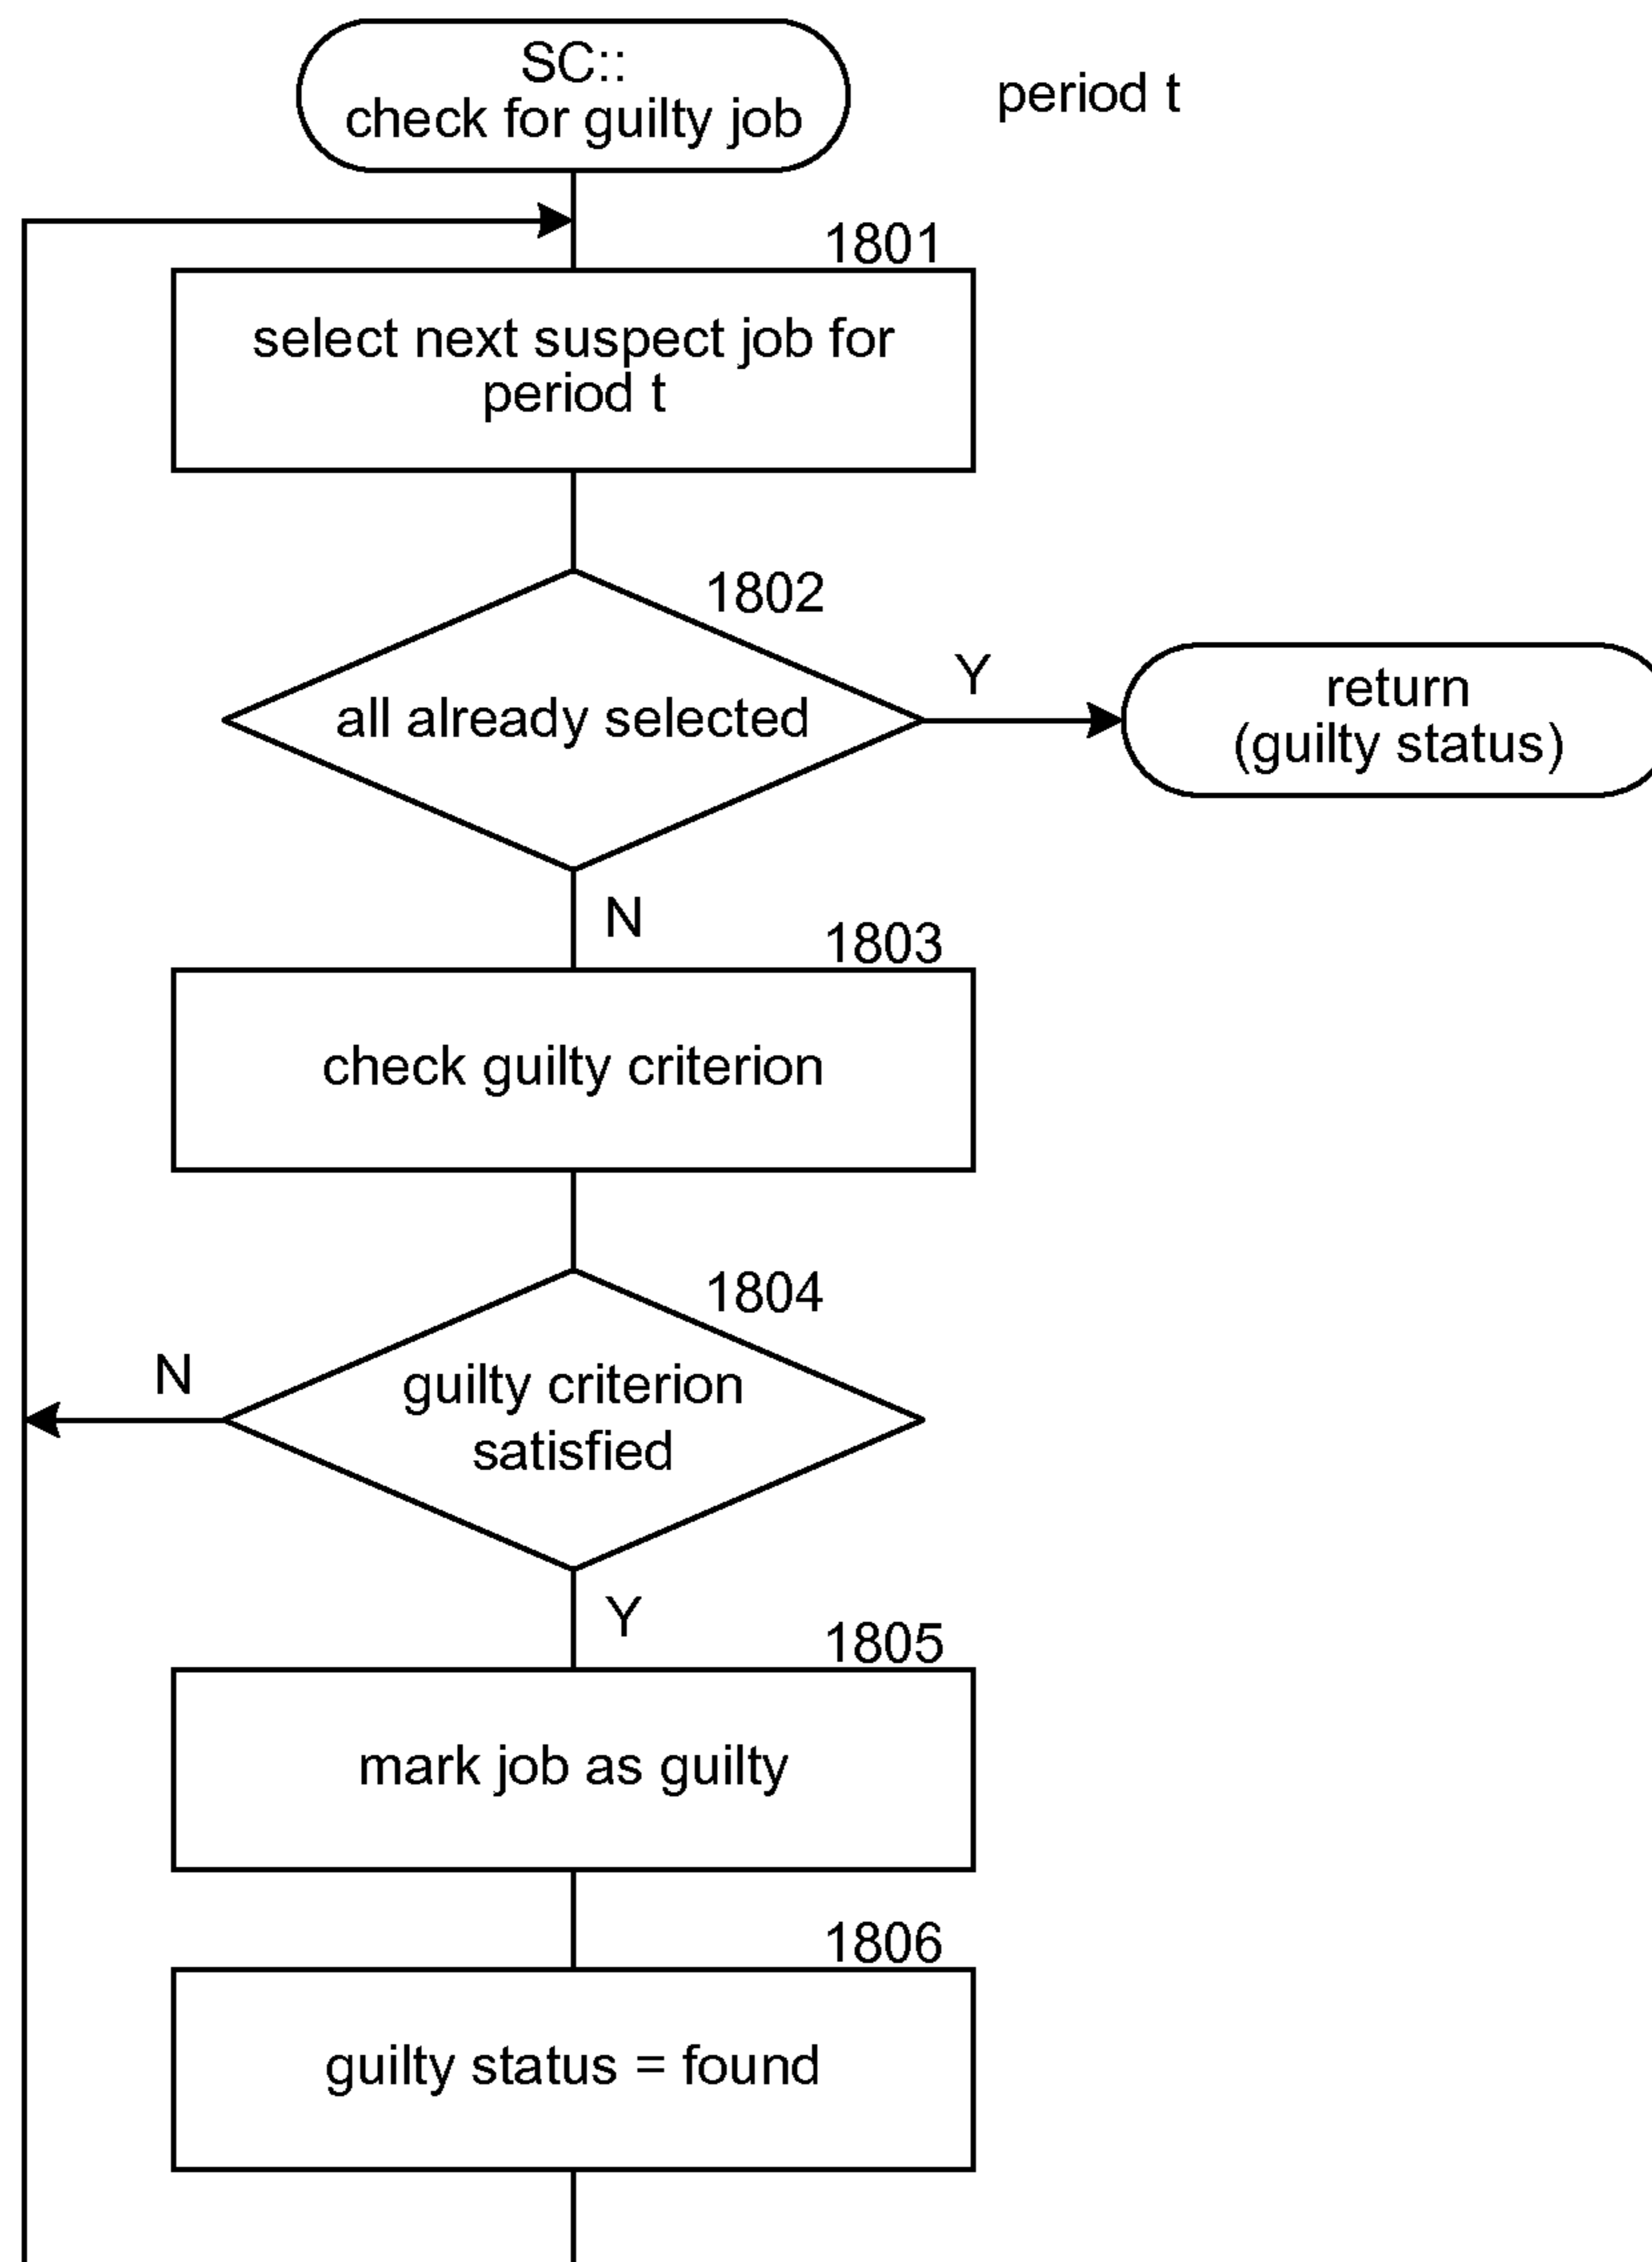 SC::
check for guilty job
period t
1801
select next suspect job for
period t
1802
all already selected
Y
return
(guilty status)
N
1803
check guilty criterion
1804
N
guilty criterion
satisfied
Y
1805
mark job as guilty
1806
guilty status = found